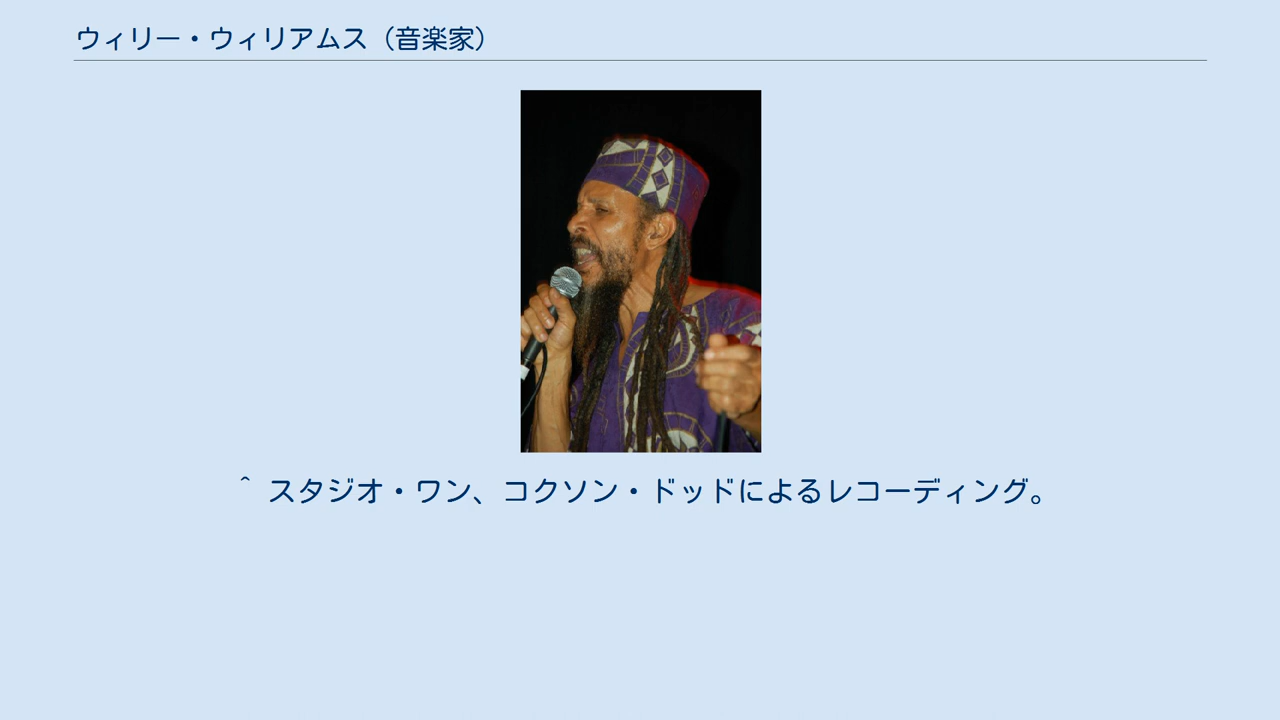 ウィリー・ウィリアムス（音楽家）
^ スタジオ・ワン、コクソン・ドッドによるレコーディング。